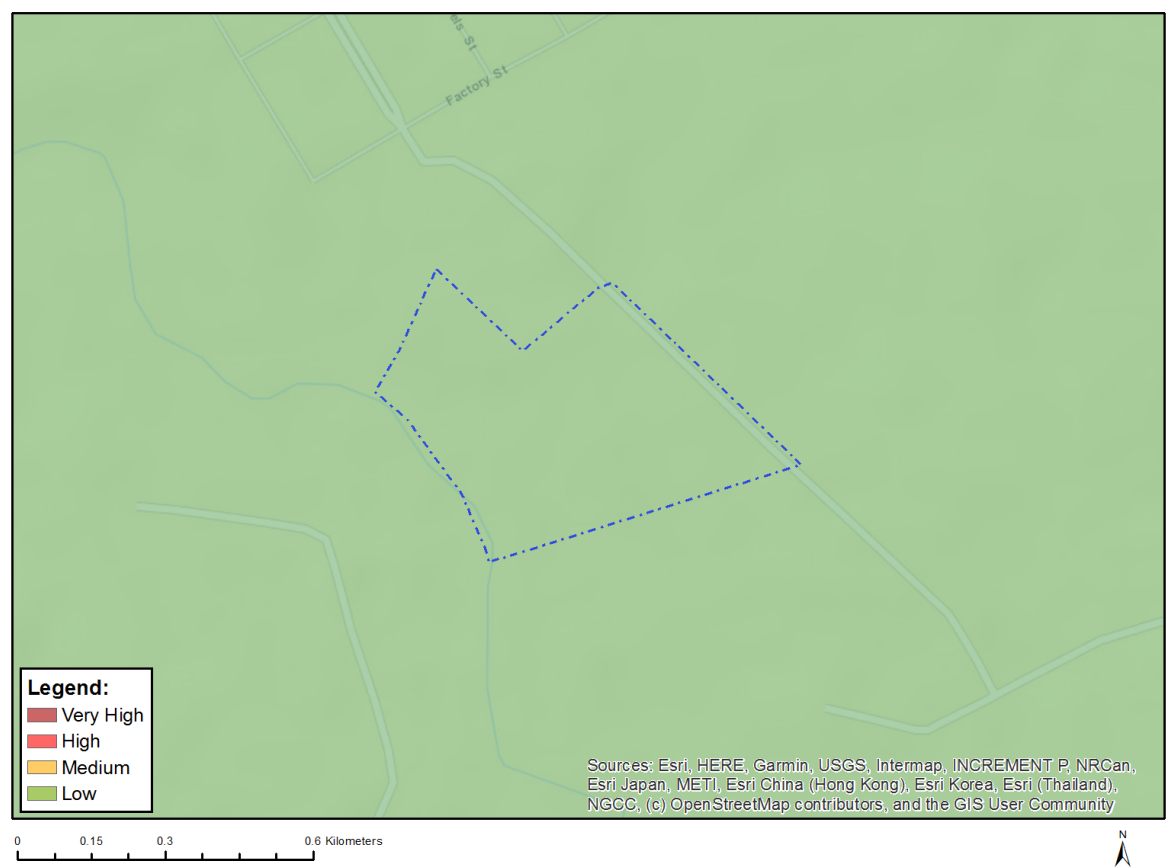 els St
Factory St
Legend:
Very High
High
Medium
Low
Sources: Esri, HERE, Garmin, USGS, Intermap, INCREMENT P, NRCan,
Esri Japan, METI, Esri China (Hong Kong), Esri Korea, Esri (Thailand),
NGCC, (c) OpenStreetMap contributors, and the GIS User Community
0 0.15 0.3 0.6 Kilometers
N